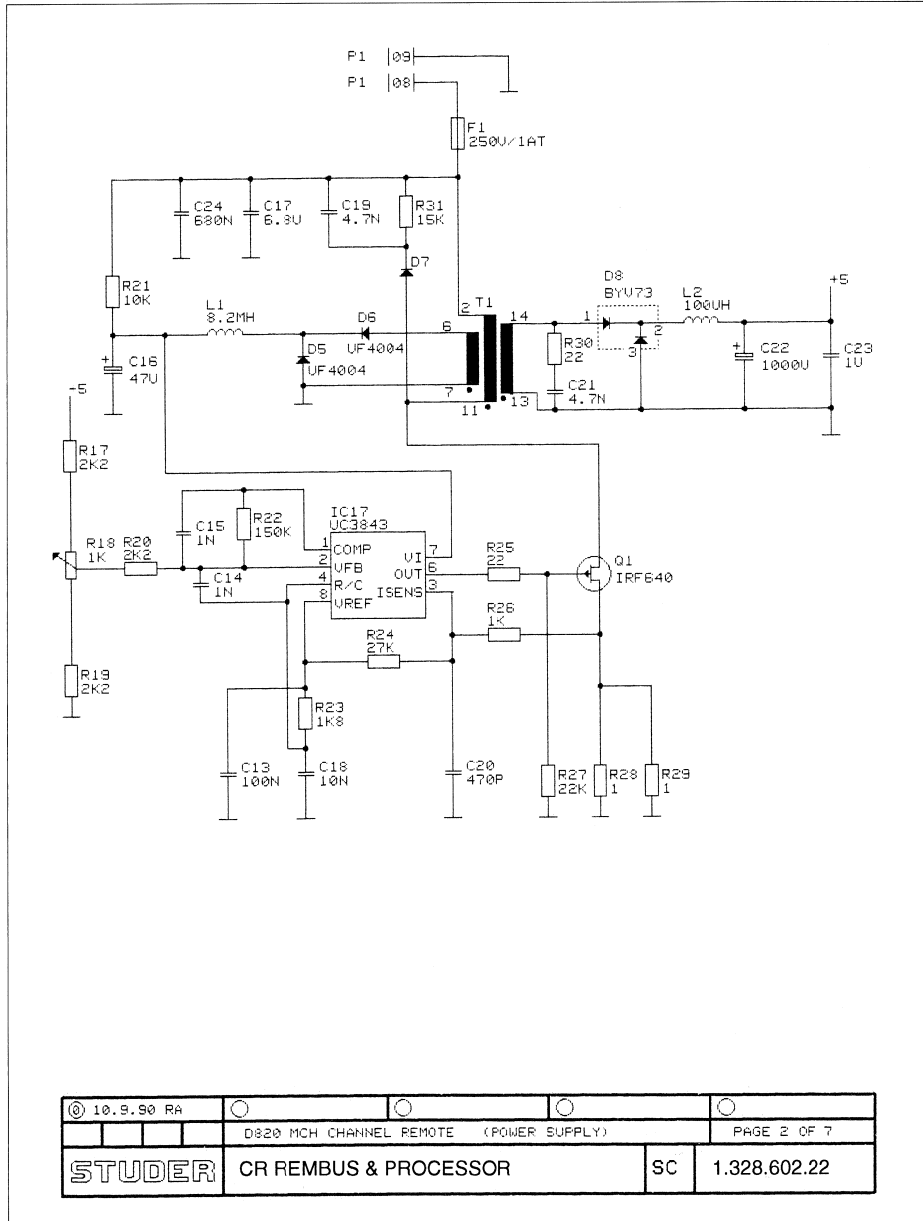 P1 |09|
P1 |08|
F1
250V/1AT
C24
680N
C17
6.8U
C19
4.7N
R31
15K
D7
R21
10K
L1
8.2MH
D6
UF4004
D5
UF4004
C16
47U
+
2
T1
14
6
7
11
13
D8
BYV73
1
2
3
R30
22
C21
4.7N
L2
100UH
+5
+
C22
1000U
C23
1U
-5
R17
2K2
R18
1K
R20
2K2
R19
2K2
C15
1N
R22
150K
C14
1N
IC17
UC3843
1 COMP
2 VFB
4 R/C
8 VREF
VI 7
OUT 6
ISENS 3
R25
22
Q1
IRF640
R26
1K
R24
27K
R23
1K8
C13
100N
C18
10N
C20
470P
R27
22K
R28
1
R29
1
0 10.9.90 RA
D820 MCH CHANNEL REMOTE (POWER SUPPLY) PAGE 2 OF 7
STUDER CR REMBUS & PROCESSOR SC 1.328.602.22